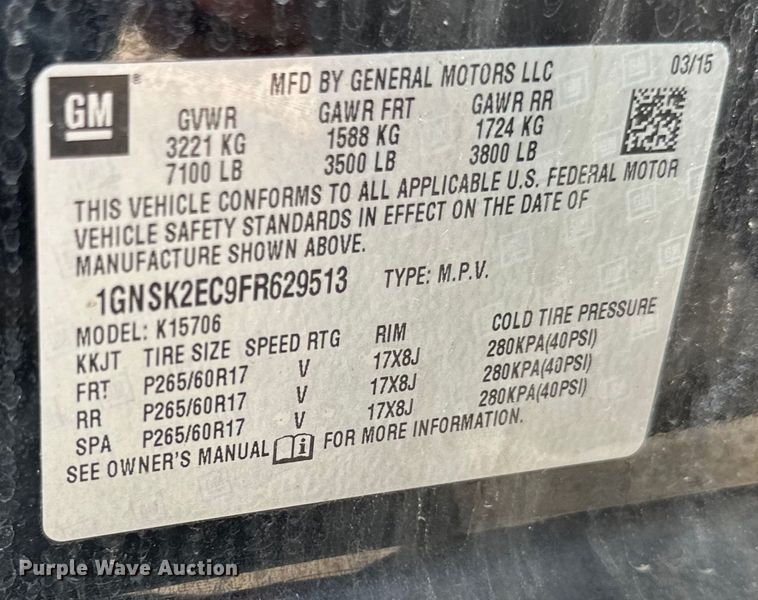 GM ®
MFD BY GENERAL MOTORS LLC 03/15
GVWR GAWR FRT GAWR RR
3221 KG 1588 KG 1724 KG
7100 LB 3500 LB 3800 LB
THIS VEHICLE CONFORMS TO ALL APPLICABLE U.S. FEDERAL MOTOR
VEHICLE SAFETY STANDARDS IN EFFECT ON THE DATE OF
MANUFACTURE SHOWN ABOVE.
1GNSK2EC9FR629513 TYPE: M.P.V.
MODEL: K15706
KKJT TIRE SIZE SPEED RTG RIM COLD TIRE PRESSURE
FRT P265/60R17 V 17X8J 280KPA(40PSI)
RR P265/60R17 V 17X8J 280KPA(40PSI)
SPA P265/60R17 V 17X8J 280KPA(40PSI)
SEE OWNER'S MANUAL i FOR MORE INFORMATION.
Purple Wave Auction